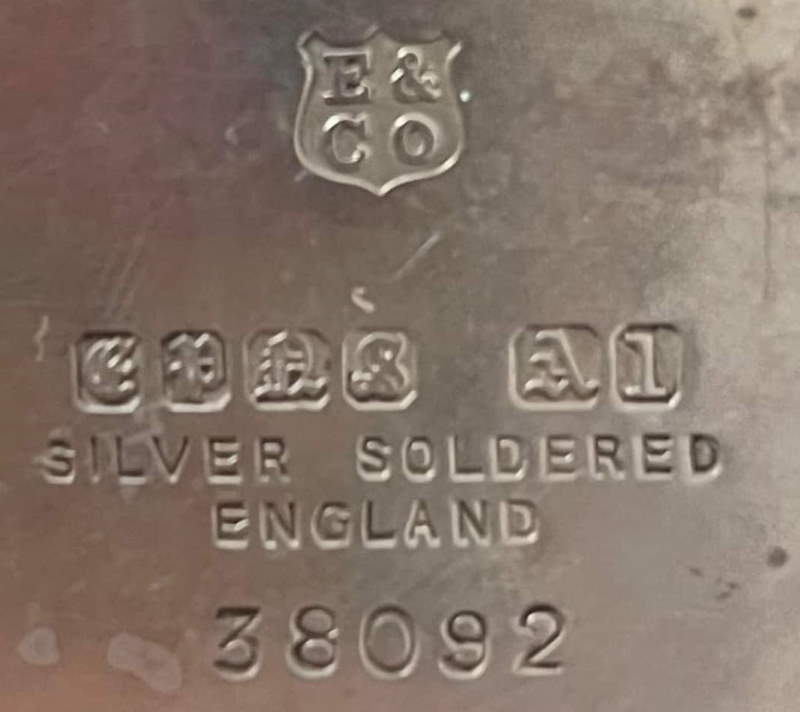 E&
CO
EPNS A1
SILVER SOLDERED
ENGLAND
38092